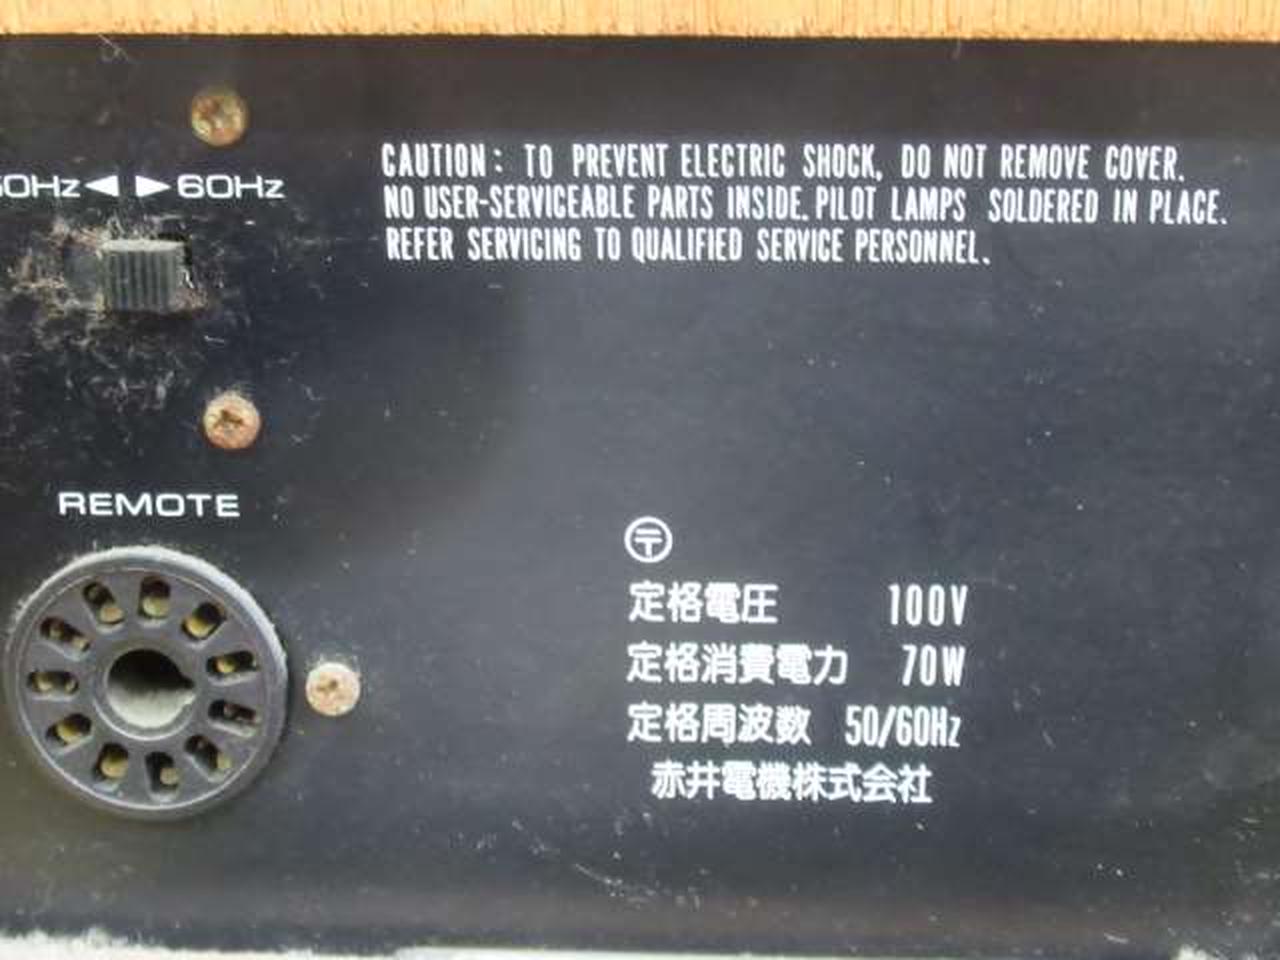 50Hz ◀ ▶ 60Hz
CAUTION: TO PREVENT ELECTRIC SHOCK, DO NOT REMOVE COVER.
NO USER-SERVICEABLE PARTS INSIDE. PILOT LAMPS SOLDERED IN PLACE.
REFER SERVICING TO QUALIFIED SERVICE PERSONNEL.
REMOTE
〒
定格電圧 100V
定格消費電力 70W
定格周波数 50/60Hz
赤井電機株式会社